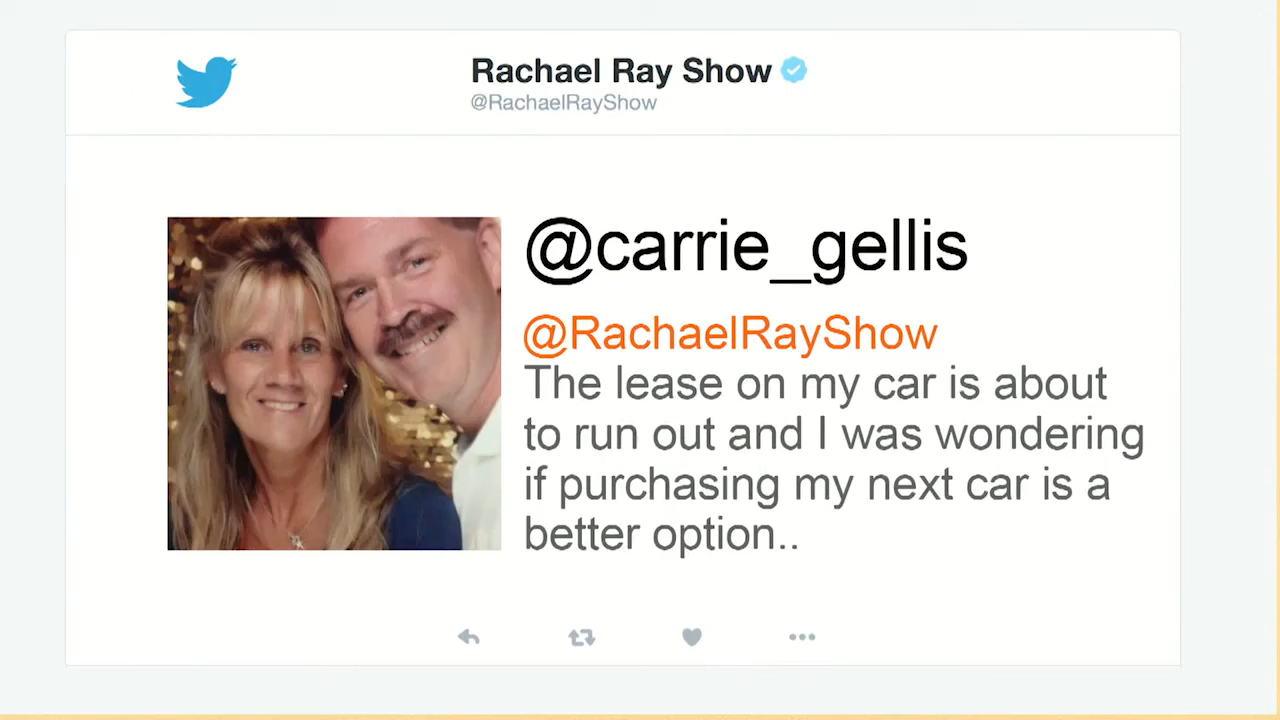 Rachael Ray Show
@RachaelRayShow
@carrie_gellis
@RachaelRayShow
The lease on my car is about
to run out and I was wondering
if purchasing my next car is a
better option..